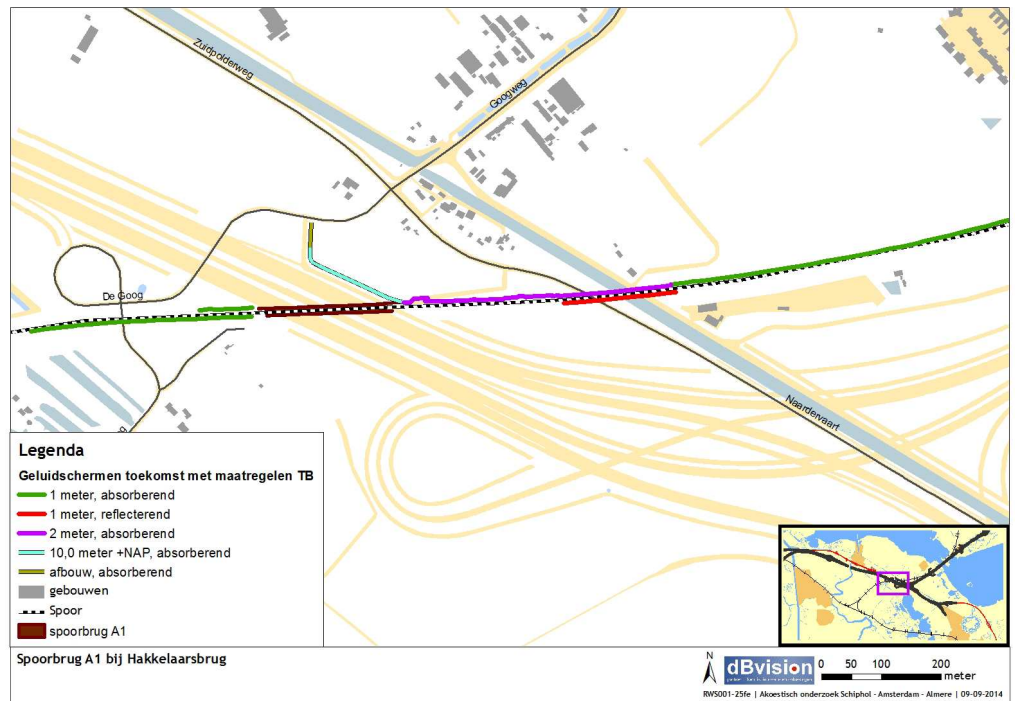 Zuidpolderweg
Googweg
De Goog
Naardervaart
Legenda
Geluidschermen toekomst met maatregelen TB
1 meter, absorberend
1 meter, reflecterend
2 meter, absorberend
10,0 meter +NAP, absorberend
afbouw, absorberend
gebouwen
Spoor
spoorbrug A1
Spoorbrug A1 bij Hakkelaarsbrug
N
dBvision
0 50 100 200
meter
RWS001-25fe | Akoestisch onderzoek Schiphol - Amsterdam - Almere | 09-09-2014